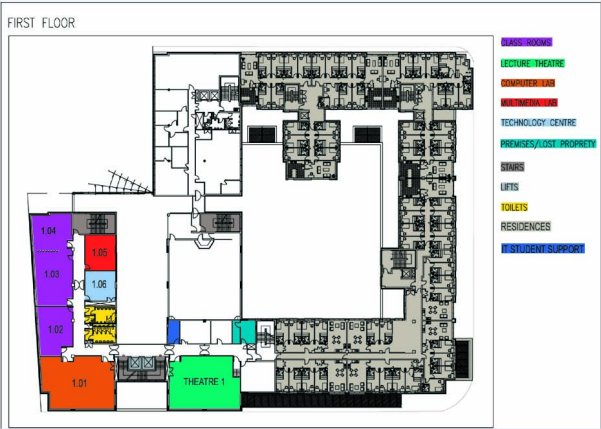 FIRST FLOOR
CLASS ROOMS
LECTURE THEATRE
COMPUTER LAB
MULTIMEDIA LAB
TECHNOLOGY CENTRE
PREMISES/LOST PROPRETY
STAIRS
LIFTS
TOILETS
RESIDENCES
IT STUDENT SUPPORT
1.04
1.05
1.03
1.06
1.02
1.01
THEATRE 1